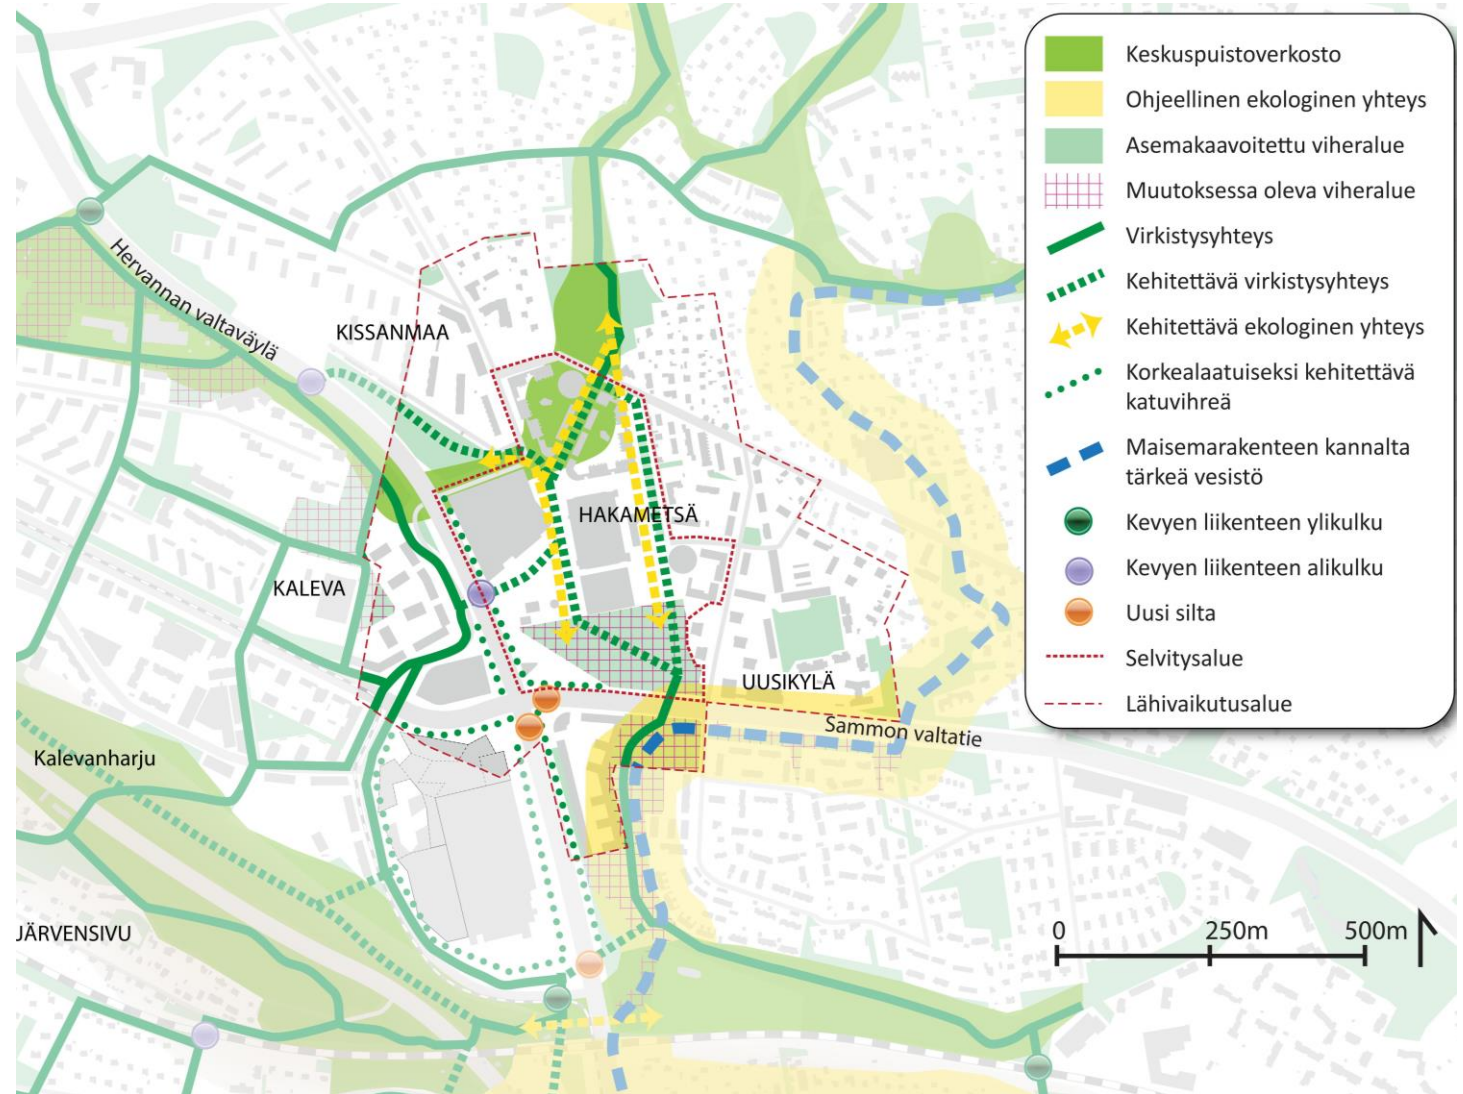 Keskuspuistoverkosto
Ohjeellinen ekologinen yhteys
Asemakaavoitettu viheralue
Muutoksessa oleva viheralue
Virkistysyhteys
Kehitettävä virkistysyhteys
Kehitettävä ekologinen yhteys
Korkealaatuiseksi kehitettävä
katuvihreä
Maisemarakenteen kannalta
tärkeä vesistö
Kevyen liikenteen ylikulku
Kevyen liikenteen alikulku
Uusi silta
Selvitysalue
Lähivaikutusalue
Hervannan valtaväylä
KISSANMAA
HAKAMETSÄ
KALEVA
UUSIKYLÄ
Sammon valtatie
Kalevanharju
JÄRVENSIVU
0 250m 500m